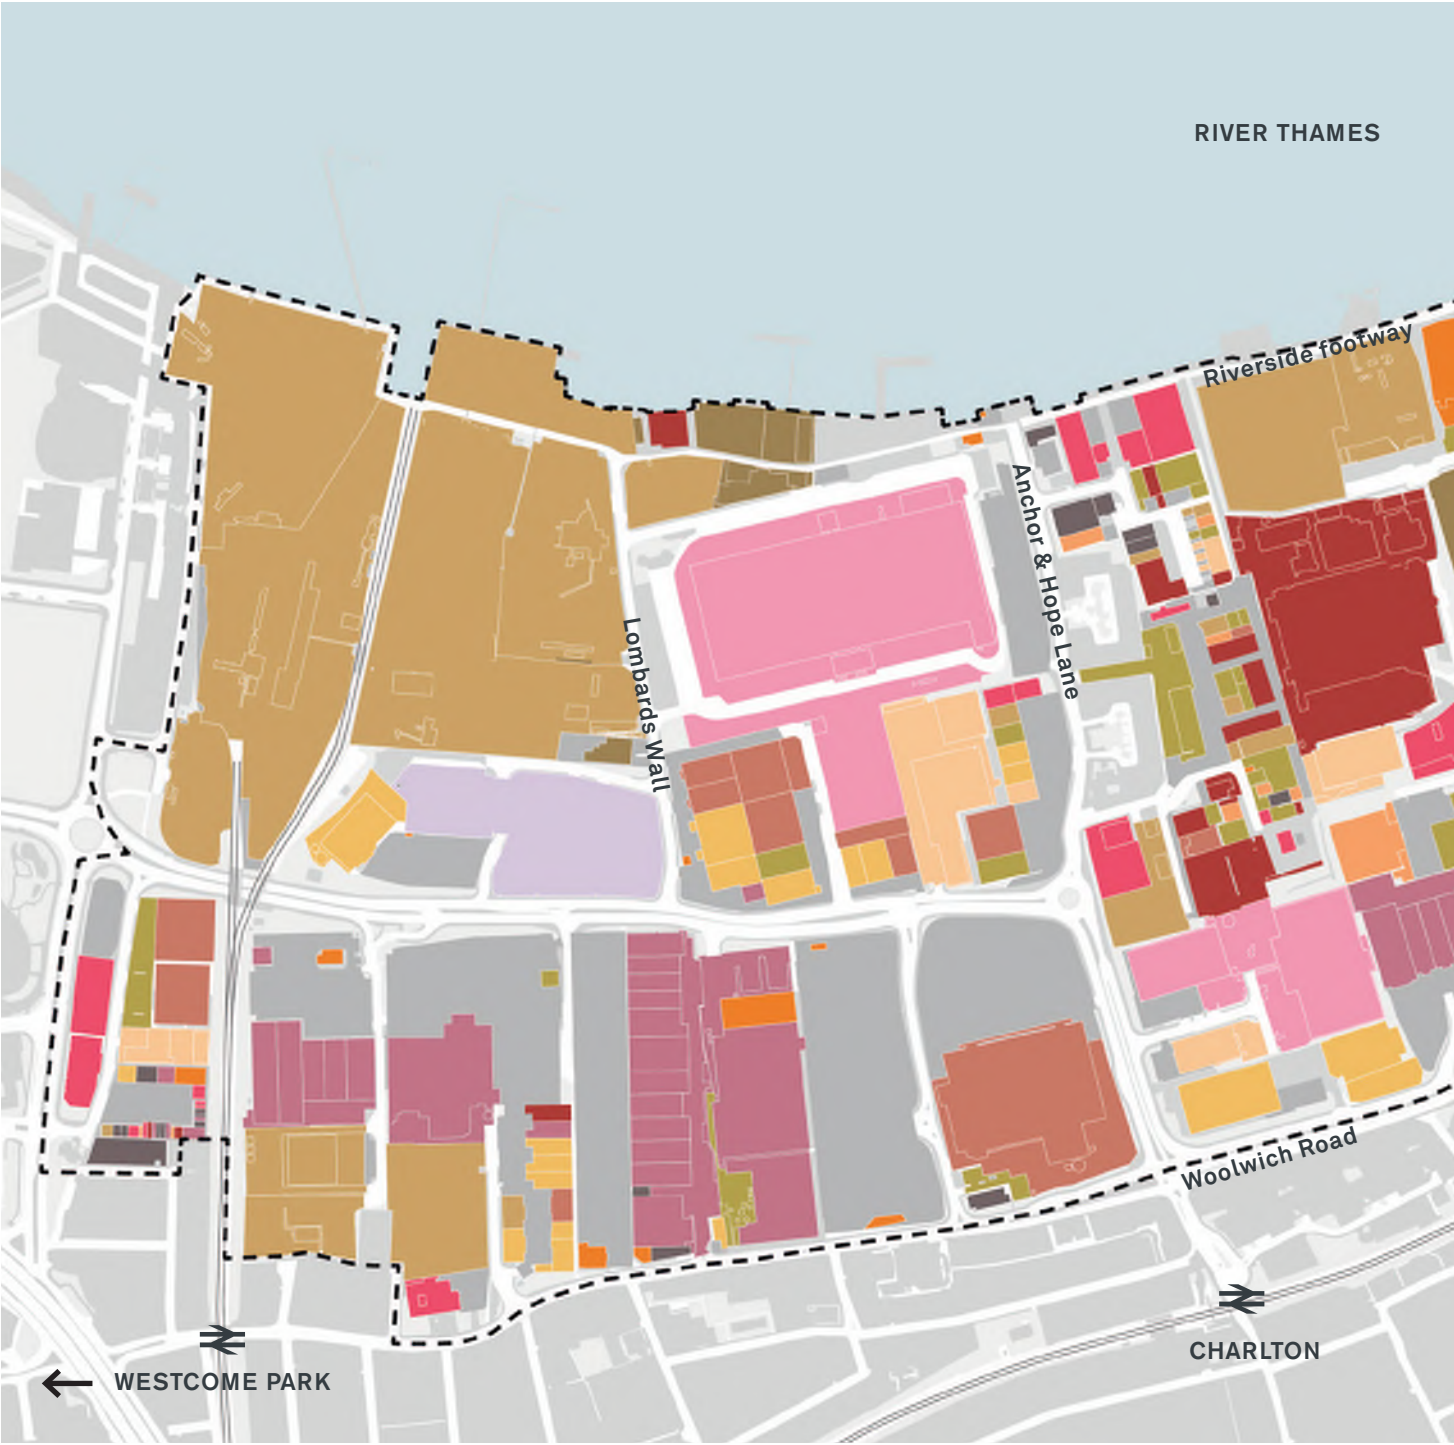 RIVER THAMES
Riverside footway
Anchor & Hope Lane
Lombards Wall
Woolwich Road
CHARLTON
WESTCOME PARK